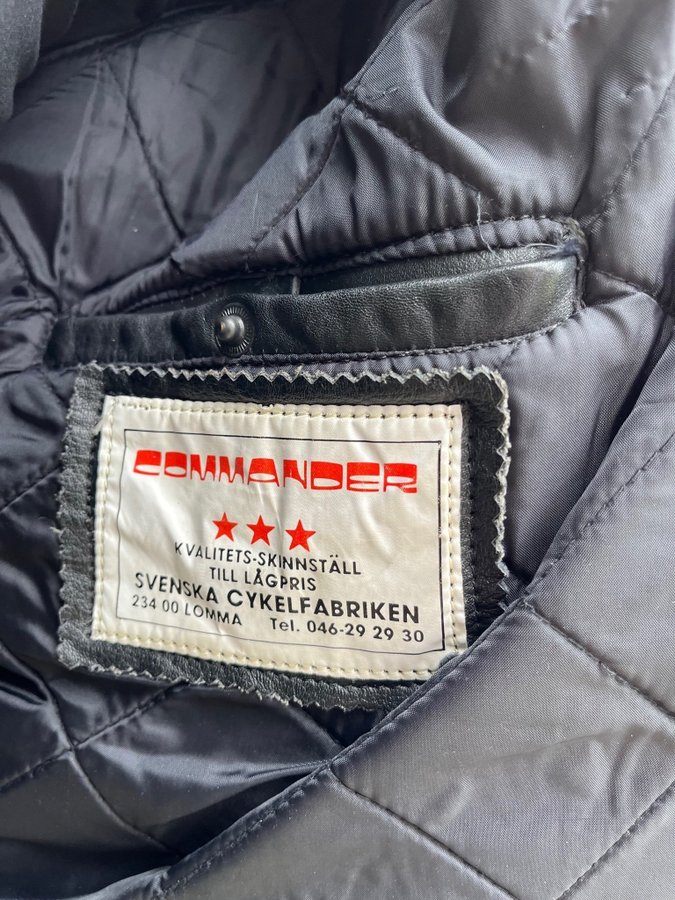 COMMANDER
KVALITETS-SKINNSTÄLL
TILL LÅGPRIS
SVENSKA CYKELFABRIKEN
234 00 LOMMA Tel. 046-29 29 30